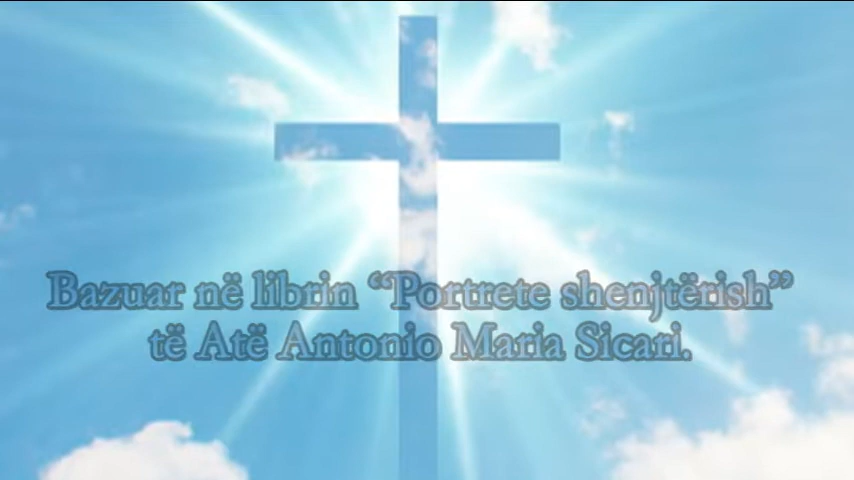 Bazuar në librin “Portrete shenjtërish”
të Atë Antonio Maria Sicari.